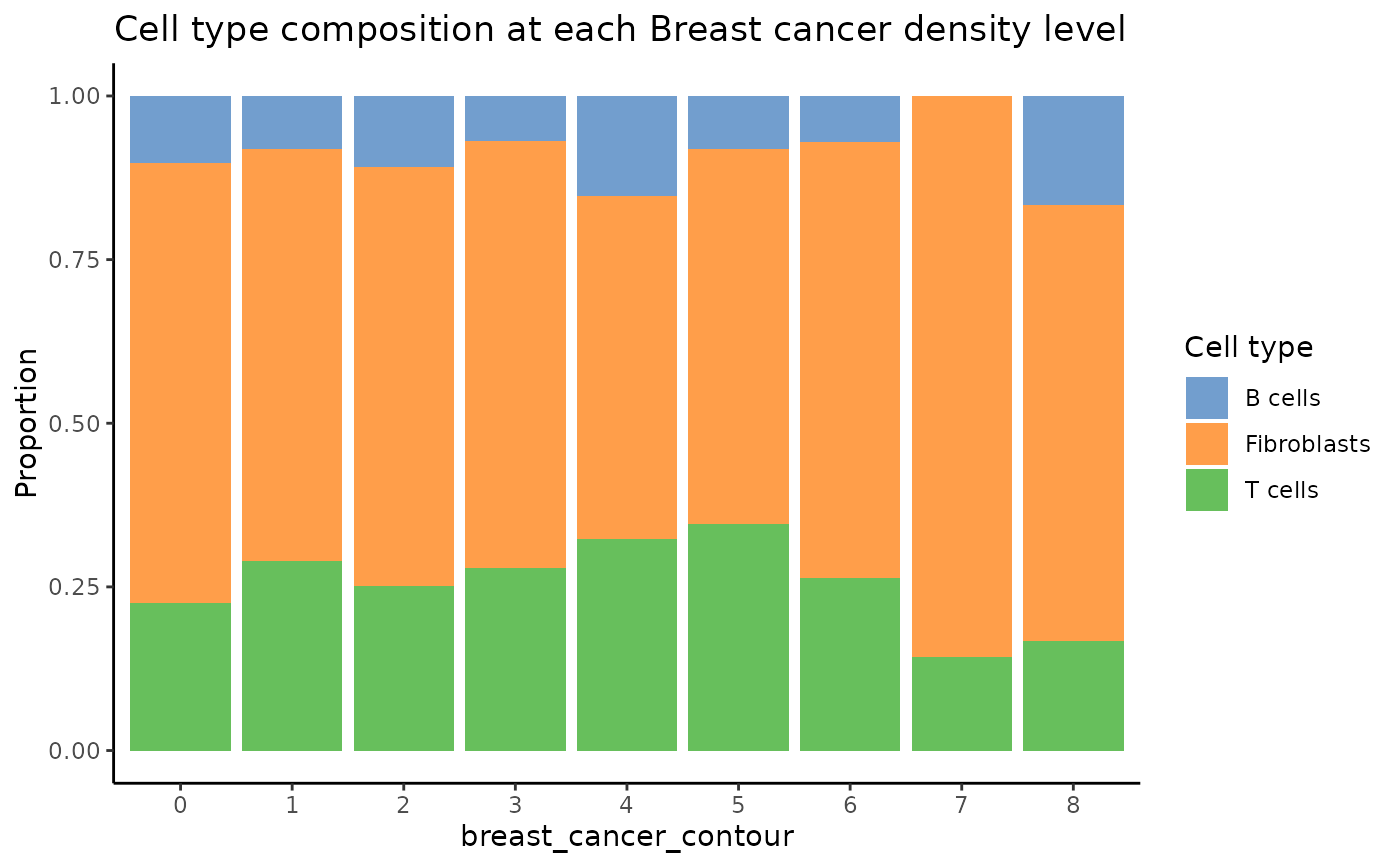 Cell type composition at each Breast cancer density level
1.00
0.75
0.50
0.25
0.00
Proportion
0 1 2 3 4 5 6 7 8
breast_cancer_contour
Cell type
B cells
Fibroblasts
T cells